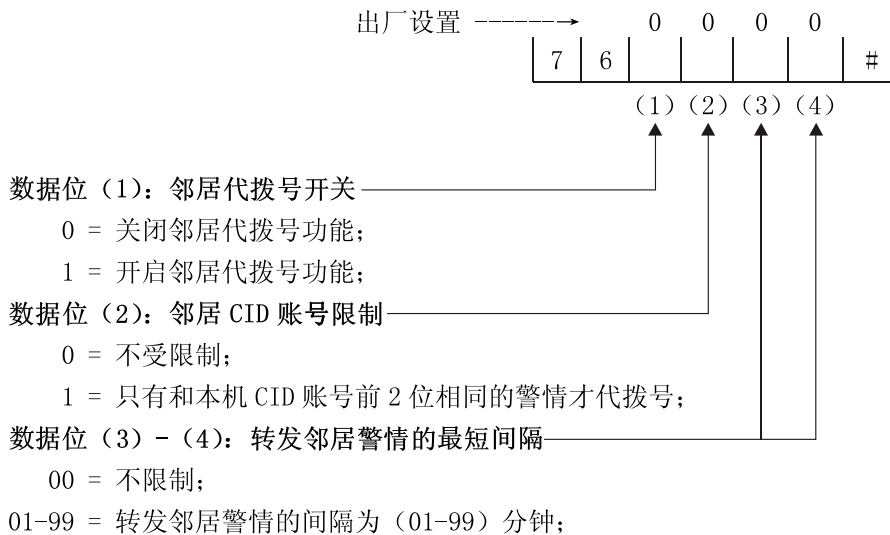 出厂设置 0 0 0 0
7 6 #
(1) (2) (3) (4)
数据位（1）：邻居代拨号开关
0 = 关闭邻居代拨号功能；
1 = 开启邻居代拨号功能；
数据位（2）：邻居 CID 账号限制
0 = 不受限制；
1 = 只有和本机 CID 账号前 2 位相同的警情才代拨号；
数据位（3）-（4）：转发邻居警情的最短间隔
00 = 不限制；
01-99 = 转发邻居警情的间隔为（01-99）分钟；